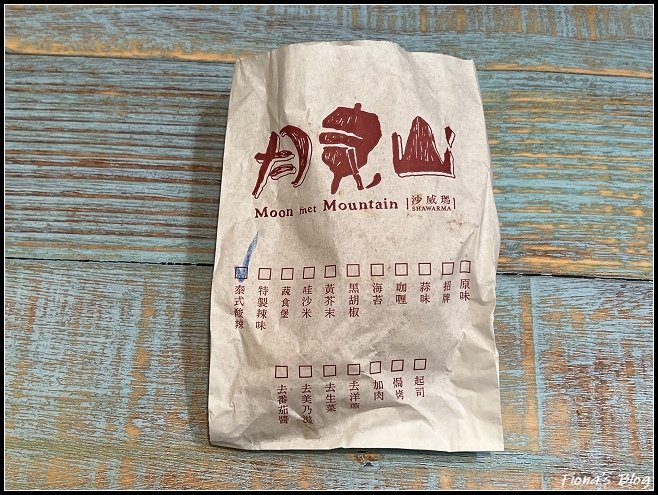 月見山
Moon met Mountain
沙威瑪
SHAWARMA
泰式酸辣
特製辣味
蔬食堡
哇沙米
黃芥末
黑胡椒
海苔
咖喱
蒜味
招牌
原味
去番茄醬
去美乃滋
去生菜
去洋蔥
加肉
焗烤
起司
Fiona's Blog